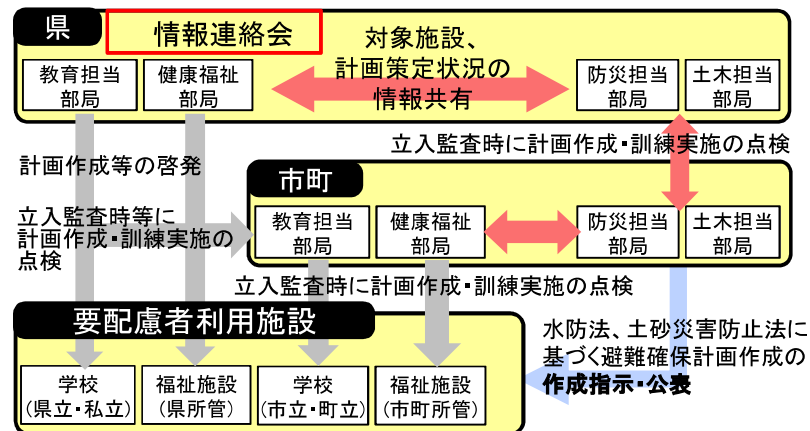 県
情報連絡会
対象施設、
計画策定状況の
情報共有
教育担当
部局
健康福祉
部局
防災担当
部局
土木担当
部局
立入監査時に計画作成・訓練実施の点検
計画作成等の啓発
立入監査時等に
計画作成・訓練実施の
点検
市町
教育担当
部局
健康福祉
部局
防災担当
部局
土木担当
部局
立入監査時に計画作成・訓練実施の点検
要配慮者利用施設
学校
(県立・私立)
福祉施設
(県所管)
学校
(市立・町立)
福祉施設
(市町所管)
水防法、土砂災害防止法に
基づく避難確保計画作成の
作成指示・公表